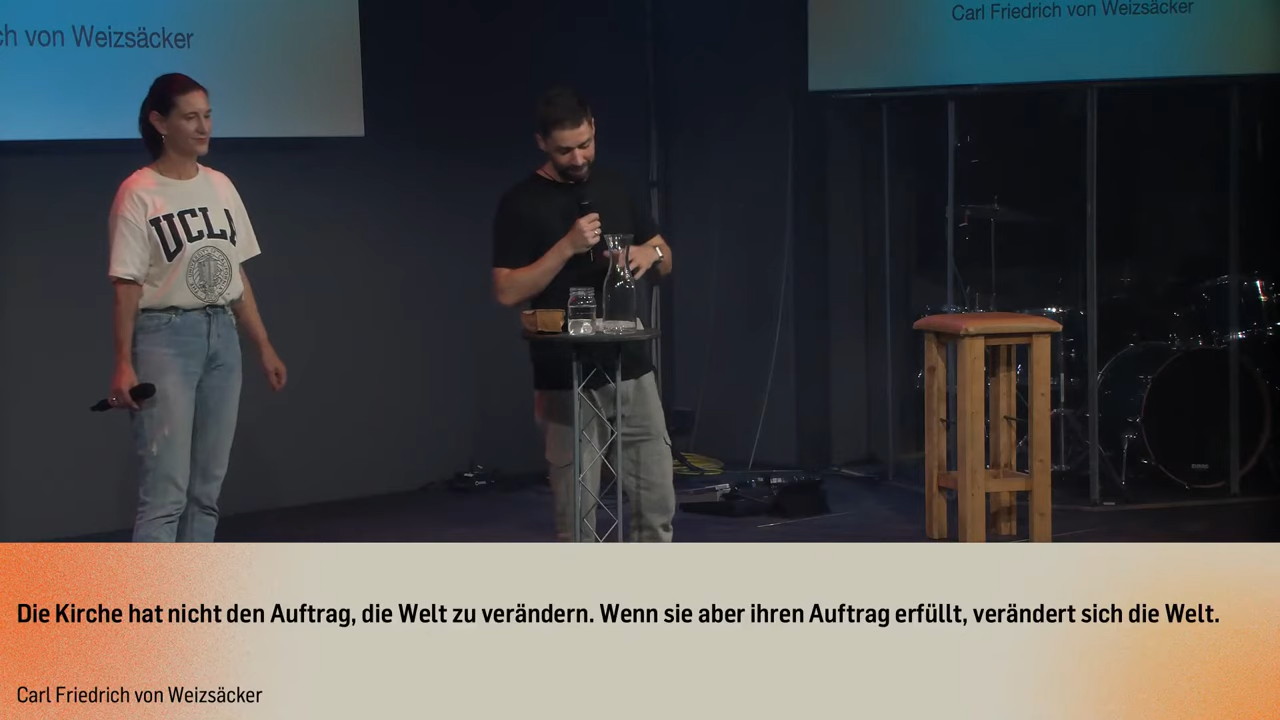 ch von Weizsäcker
Carl Friedrich von Weizsäcker
UCLA
Die Kirche hat nicht den Auftrag, die Welt zu verändern. Wenn sie aber ihren Auftrag erfüllt, verändert sich die Welt.
Carl Friedrich von Weizsäcker